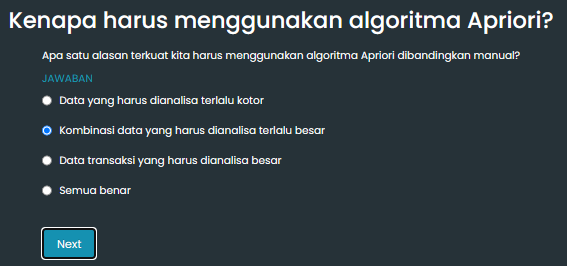 Kenapa harus menggunakan algoritma Apriori?
Apa satu alasan terkuat kita harus menggunakan algoritma Apriori dibandingkan manual?
JAWABAN
Data yang harus dianalisa terlalu kotor
Kombinasi data yang harus dianalisa terlalu besar
Data transaksi yang harus dianalisa besar
Semua benar
Next